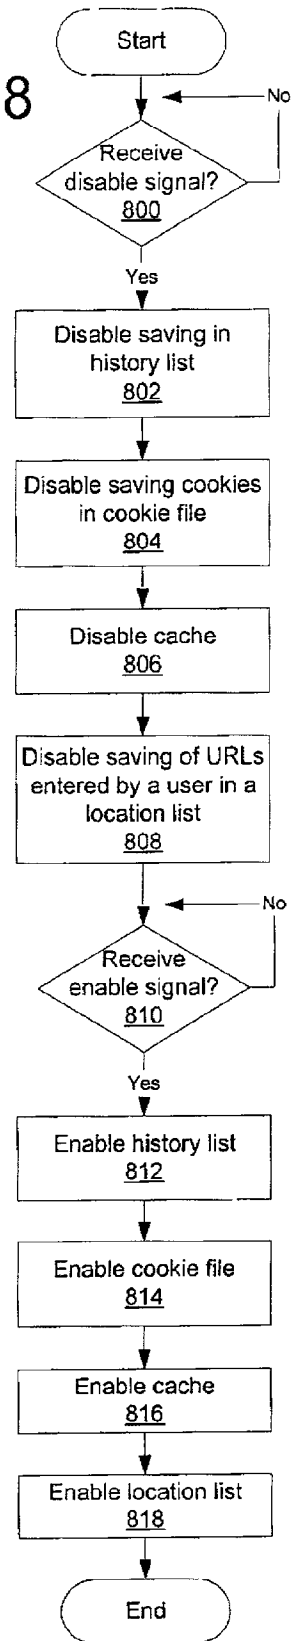 Start
8
No
Receive
disable signal?
800
Yes
Disable saving in
history list
802
Disable saving cookies
in cookie file
804
Disable cache
806
Disable saving of URLs
entered by a user in a
location list
808
No
Receive
enable signal?
810
Yes
Enable history list
812
Enable cookie file
814
Enable cache
816
Enable location list
818
End